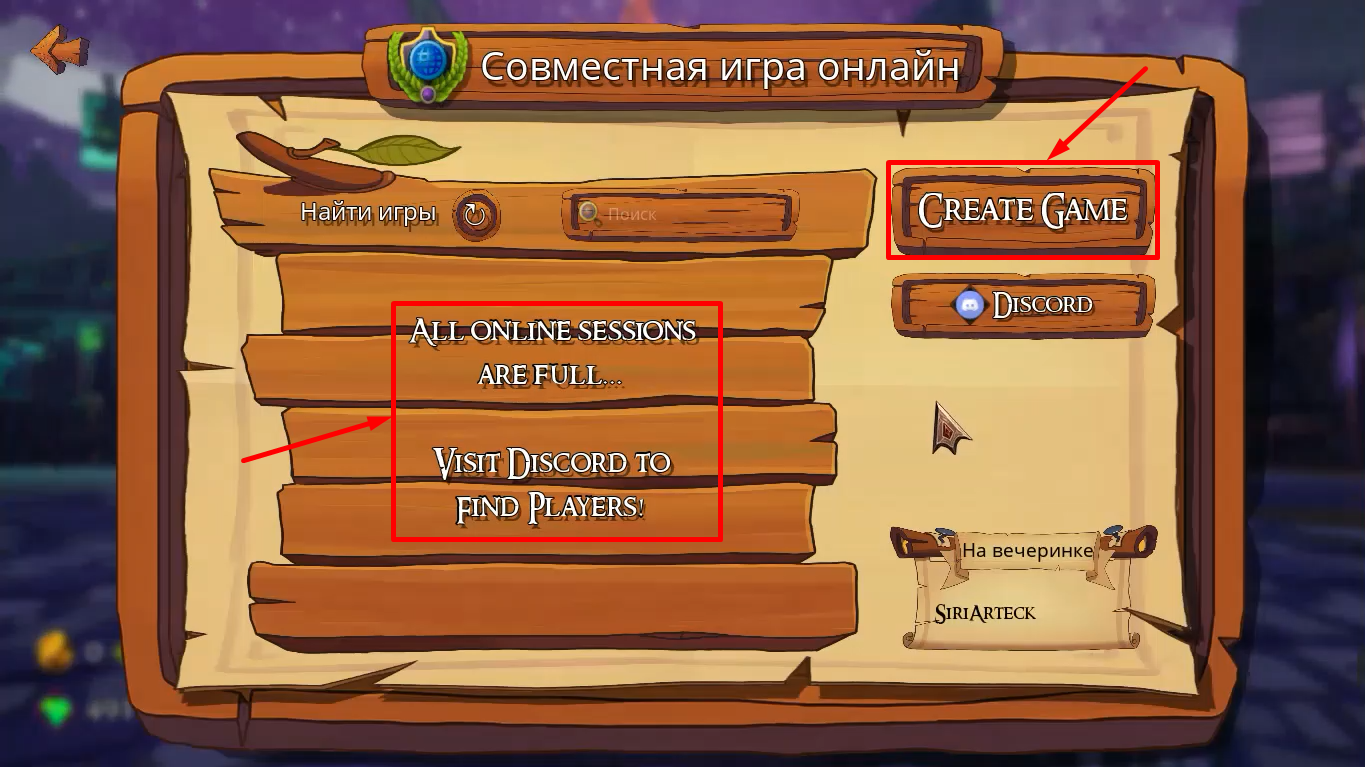 Совместная игра онлайн
Найти игры
Поиск
CREATE GAME
DISCORD
ALL ONLINE SESSIONS
ARE FULL...
VISIT DISCORD TO
FIND PLAYERS!
На вечеринке
SIRIARTECK